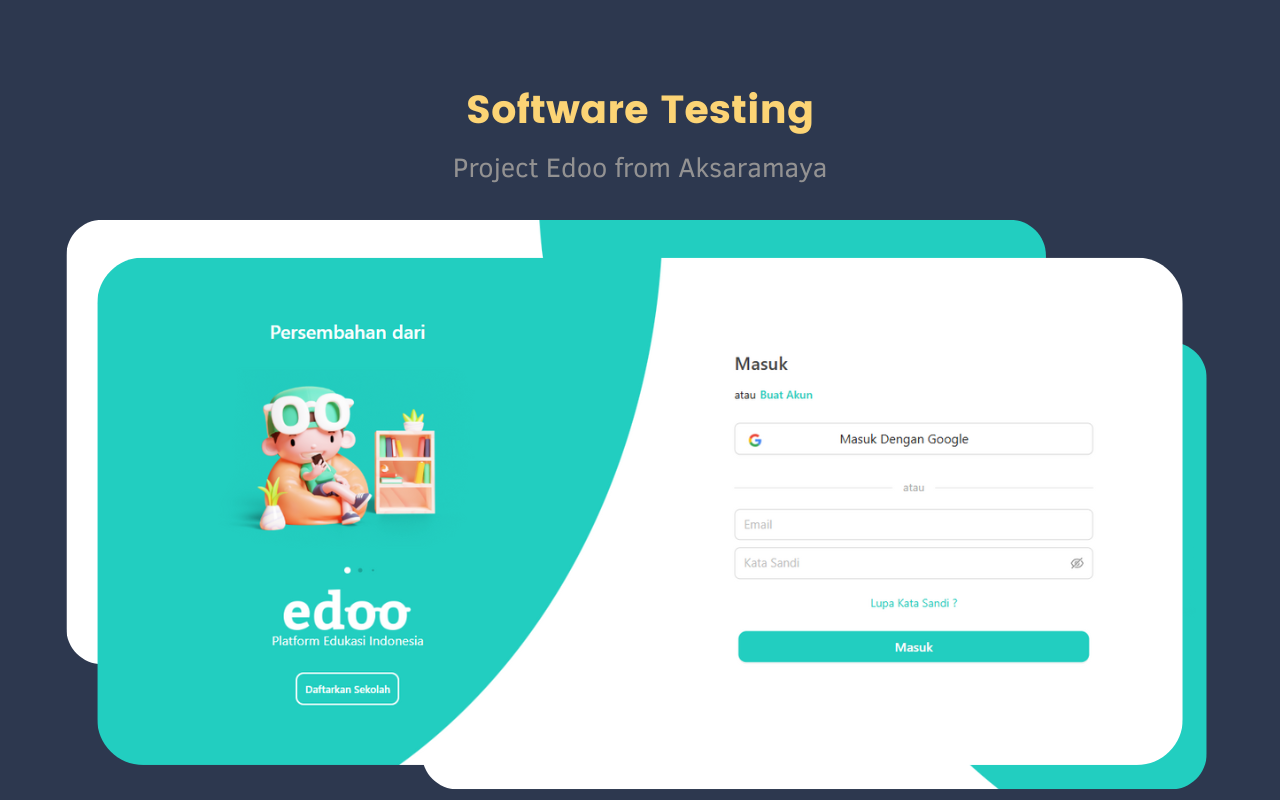 Software Testing
Project Edoo from Aksaramaya
Persembahan dari
edoo
Platform Edukasi Indonesia
Daftarkan Sekolah
Masuk
atau Buat Akun
Masuk Dengan Google
atau
Email
Kata Sandi
Lupa Kata Sandi ?
Masuk